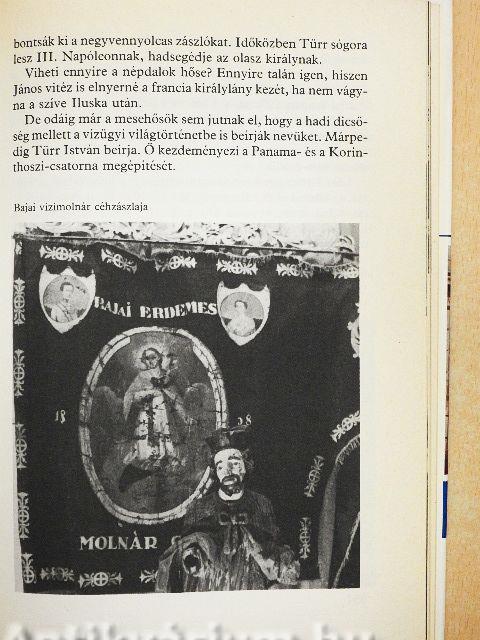 bontsák ki a negyvennyolcas zászlókat. Időközben Türr sógora
lesz III. Napóleonnak, hadsegédje az olasz királynak.
Viheti ennyire a népdalok hőse? Ennyire talán igen, hiszen
János vitéz is elnyerné a francia királylány kezét, ha nem vágy-
na a szíve Iluska után.
De odáig már a mesehősök sem jutnak el, hogy a hadi dicső-
ség mellett a vízügyi világtörténetbe is beírják nevüket. Márpe-
dig Türr István beírja. Ő kezdeményezi a Panama- és a Korin-
thoszi-csatorna megépítését.
Bajai vízimolnár céhzászlaja
BAJAI ERDEMES
18
8
MOLNÁR